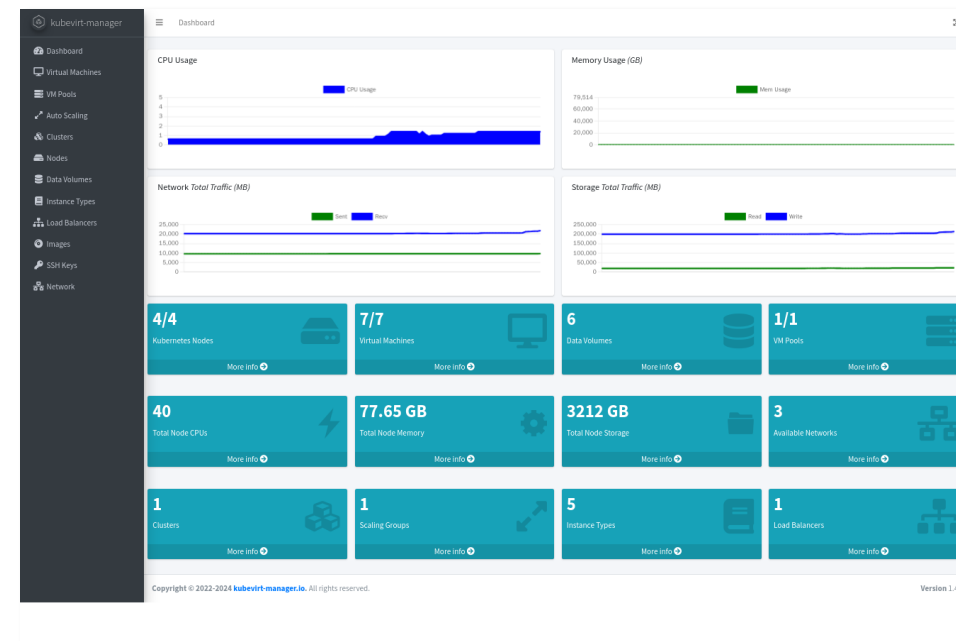 kubevirt-manager
Dashboard
Dashboard
Virtual Machines
VM Pools
Auto Scaling
Clusters
Nodes
Data Volumes
Instance Types
Load Balancers
Images
SSH Keys
Network
CPU Usage
CPU Usage
5
4
3
2
1
0
Memory Usage (GB)
Mem Usage
79,514
60,000
40,000
20,000
0
Network Total Traffic (MB)
Sent Recv
25,000
20,000
15,000
10,000
5,000
0
Storage Total Traffic (MB)
Read Write
250,000
200,000
150,000
100,000
50,000
0
4/4
Kubernetes Nodes
More info
7/7
Virtual Machines
More info
6
Data Volumes
More info
1/1
VM Pools
More info
40
Total Node CPUs
More info
77.65 GB
Total Node Memory
More info
3212 GB
Total Node Storage
More info
3
Available Networks
More info
1
Clusters
More info
1
Scaling Groups
More info
5
Instance Types
More info
1
Load Balancers
More info
Copyright © 2022-2024 kubevirt-manager.io. All rights reserved.
Version